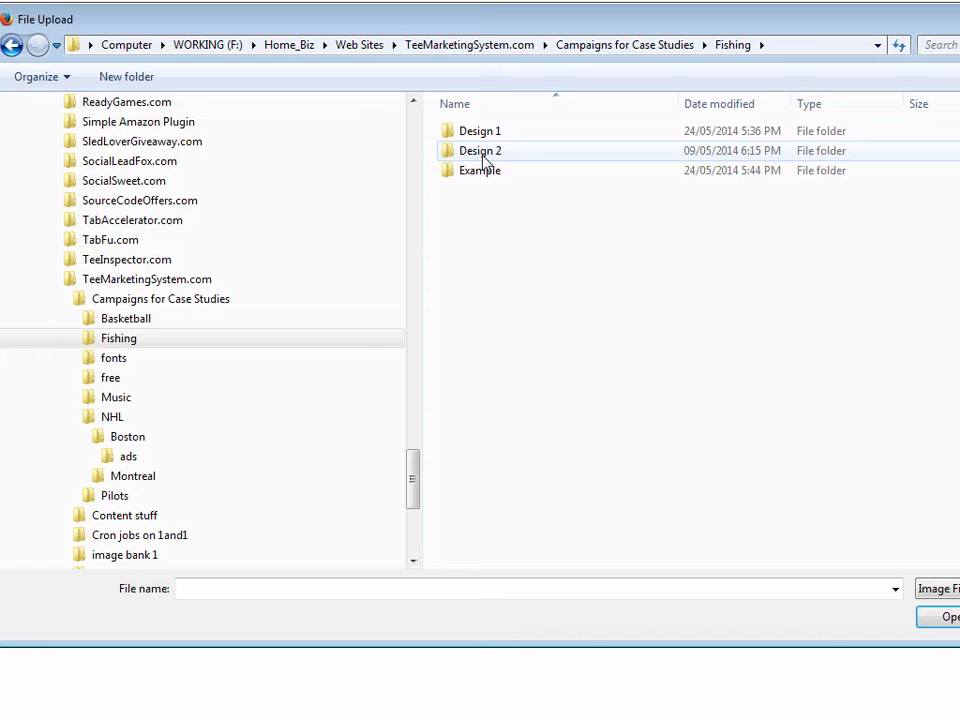 File Upload
Computer WORKING (F:) Home_Biz Web Sites TeeMarketingSystem.com Campaigns for Case Studies Fishing Search
Organize New folder
Name Date modified Type Size
ReadyGames.com
Simple Amazon Plugin
SledLoverGiveaway.com
SocialLeadFox.com
SocialSweet.com
SourceCodeOffers.com
TabAccelerator.com
TabFu.com
TeeInspector.com
TeeMarketingSystem.com
Campaigns for Case Studies
Basketball
Fishing
fonts
free
Music
NHL
Boston
ads
Montreal
Pilots
Content stuff
Cron jobs on 1and1
image bank 1
Design 1 24/05/2014 5:36 PM File folder
Design 2 09/05/2014 6:15 PM File folder
Example 24/05/2014 5:44 PM File folder
File name: Image Fi
Ope